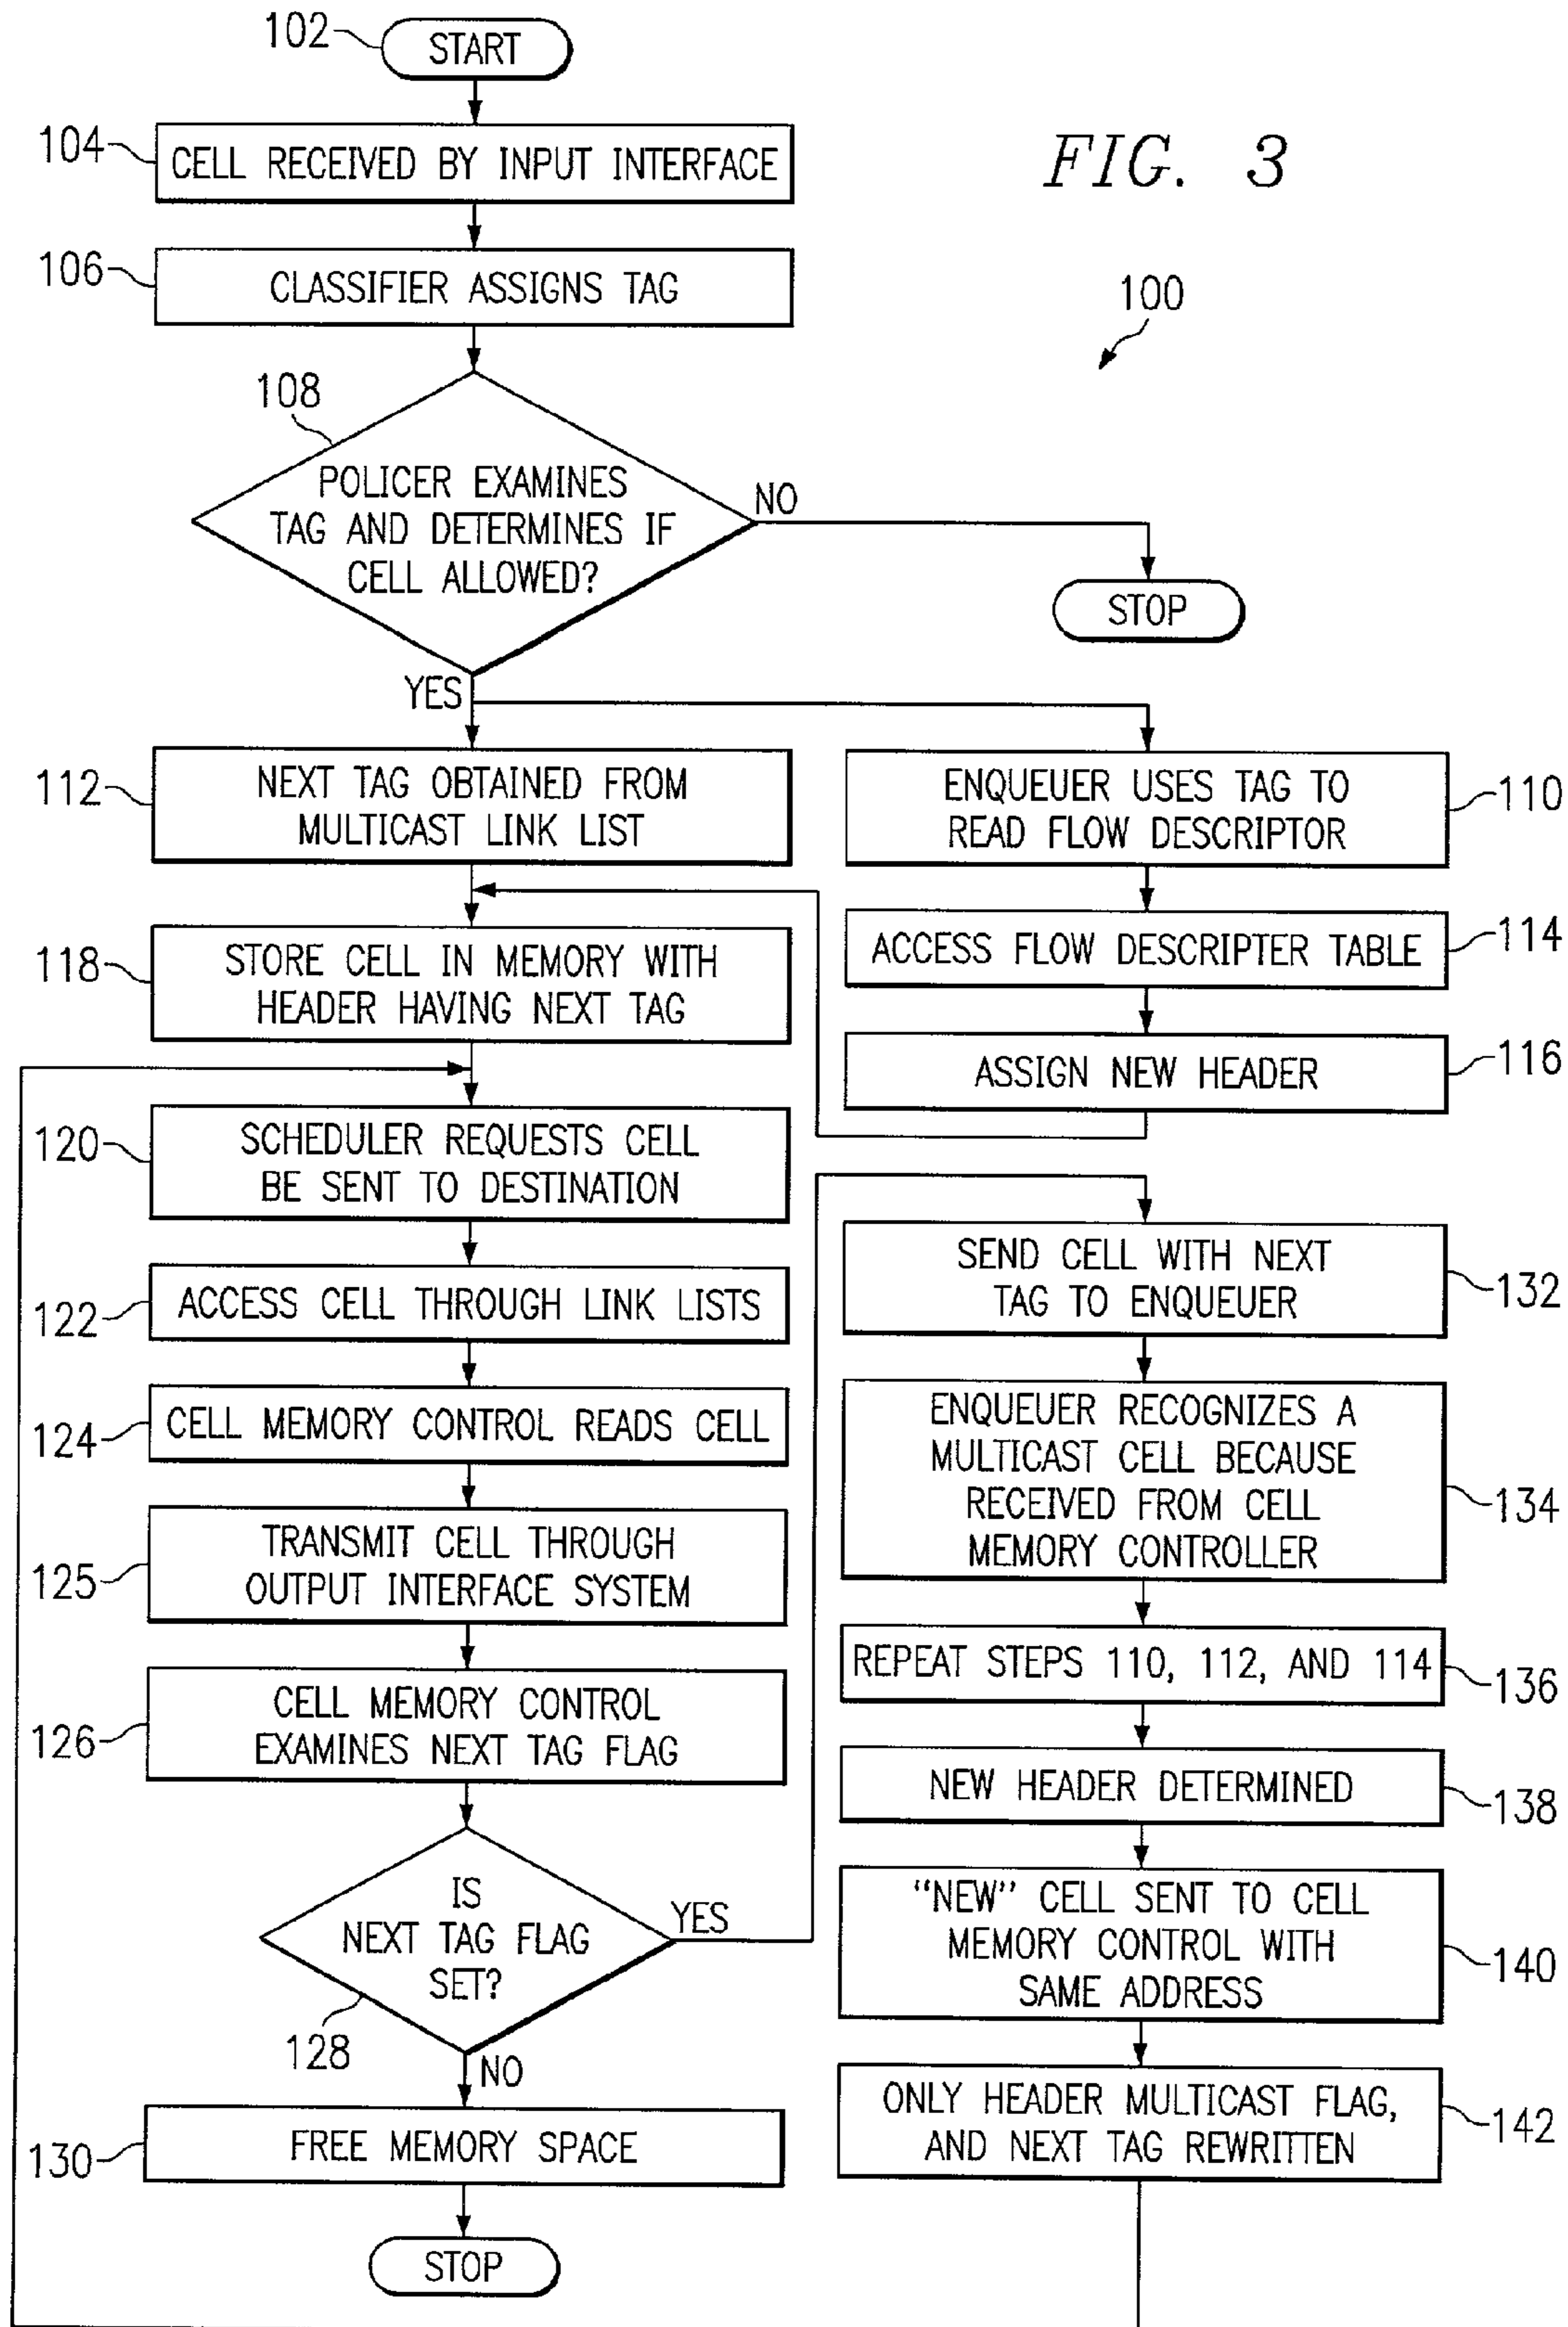 FIG. 3
100
102
START
104
CELL RECEIVED BY INPUT INTERFACE
106
CLASSIFIER ASSIGNS TAG
108
POLICER EXAMINES
TAG AND DETERMINES IF
CELL ALLOWED?
NO
STOP
YES
112
NEXT TAG OBTAINED FROM
MULTICAST LINK LIST
ENQUEUER USES TAG TO
READ FLOW DESCRIPTOR
110
ACCESS FLOW DESCRIPTER TABLE
114
ASSIGN NEW HEADER
116
118
STORE CELL IN MEMORY WITH
HEADER HAVING NEXT TAG
120
SCHEDULER REQUESTS CELL
BE SENT TO DESTINATION
122
ACCESS CELL THROUGH LINK LISTS
124
CELL MEMORY CONTROL READS CELL
125
TRANSMIT CELL THROUGH
OUTPUT INTERFACE SYSTEM
126
CELL MEMORY CONTROL
EXAMINES NEXT TAG FLAG
IS
NEXT TAG FLAG
SET?
128
YES
NO
130
FREE MEMORY SPACE
STOP
SEND CELL WITH NEXT
TAG TO ENQUEUER
132
ENQUEUER RECOGNIZES A
MULTICAST CELL BECAUSE
RECEIVED FROM CELL
MEMORY CONTROLLER
134
REPEAT STEPS 110, 112, AND 114
136
NEW HEADER DETERMINED
138
“NEW” CELL SENT TO CELL
MEMORY CONTROL WITH
SAME ADDRESS
140
ONLY HEADER MULTICAST FLAG,
AND NEXT TAG REWRITTEN
142